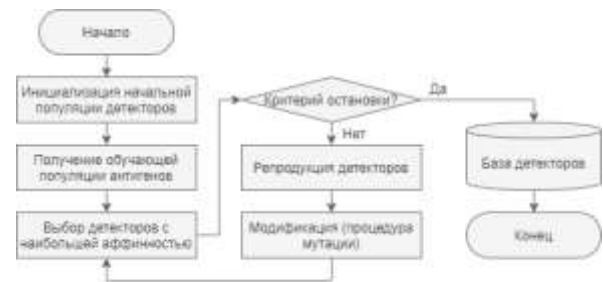 Начало
Инициализация начальной
популяции детекторов
Получение обучающей
популяции антигенов
Выбор детекторов с
наибольшей аффинностью
Критерий остановки?
Да
Нет
Репродукция детекторов
Модификация (процедура
мутации)
База детекторов
Конец